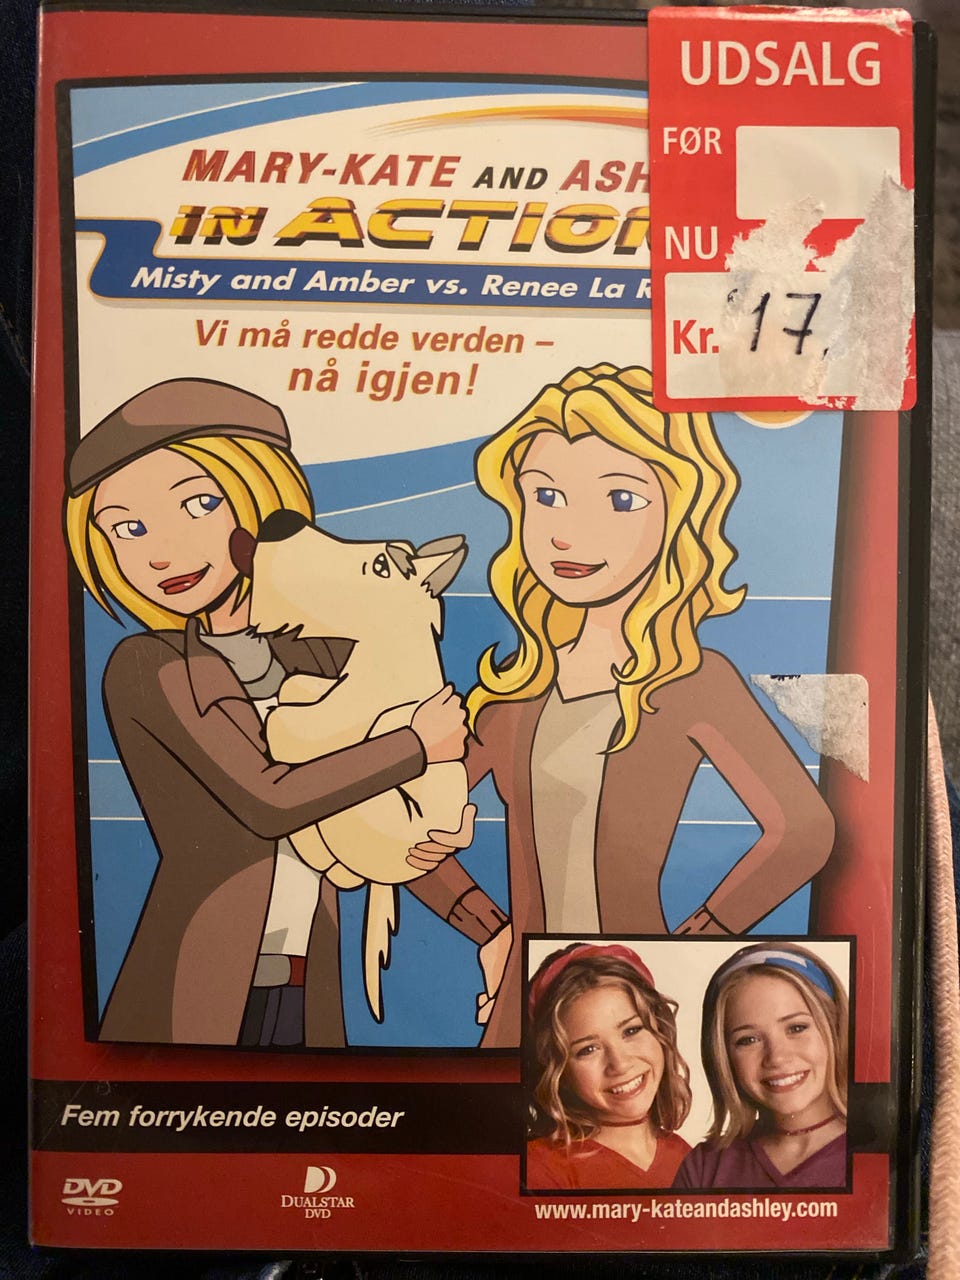 UDSALG
FØR
NU
Kr. 17,
MARY-KATE AND ASH
IN ACTION
Misty and Amber vs. Renee La R
Vi må redde verden –
nå igjen!
Fem forrykende episoder
DVD
VIDEO
DUALSTAR
DVD
www.mary-kateandashley.com